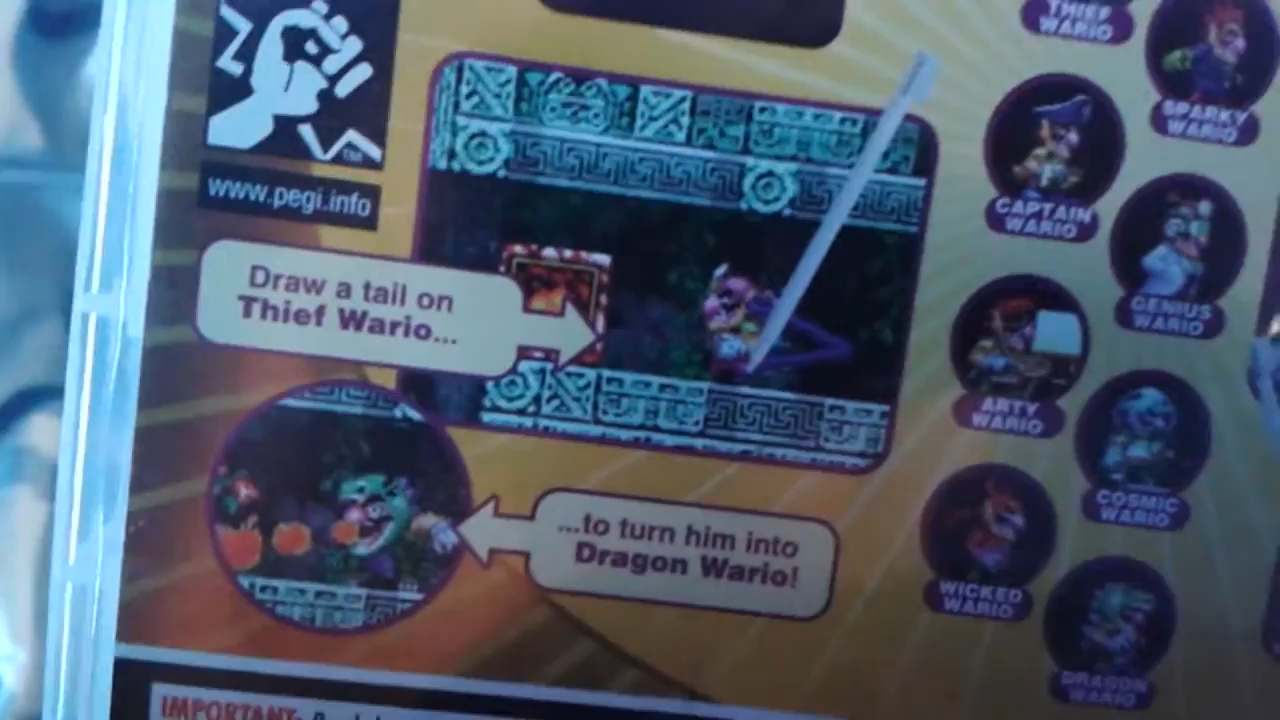 THIEF
WARIO
SPARKY
WARIO
TM
www.pegi.info
CAPTAIN
WARIO
Draw a tail on
Thief Wario...
GENIUS
WARIO
ARTY
WARIO
COSMIC
WARIO
...to turn him into
Dragon Wario!
WICKED
WARIO
DRAGON
WARIO
IMPORTANT: